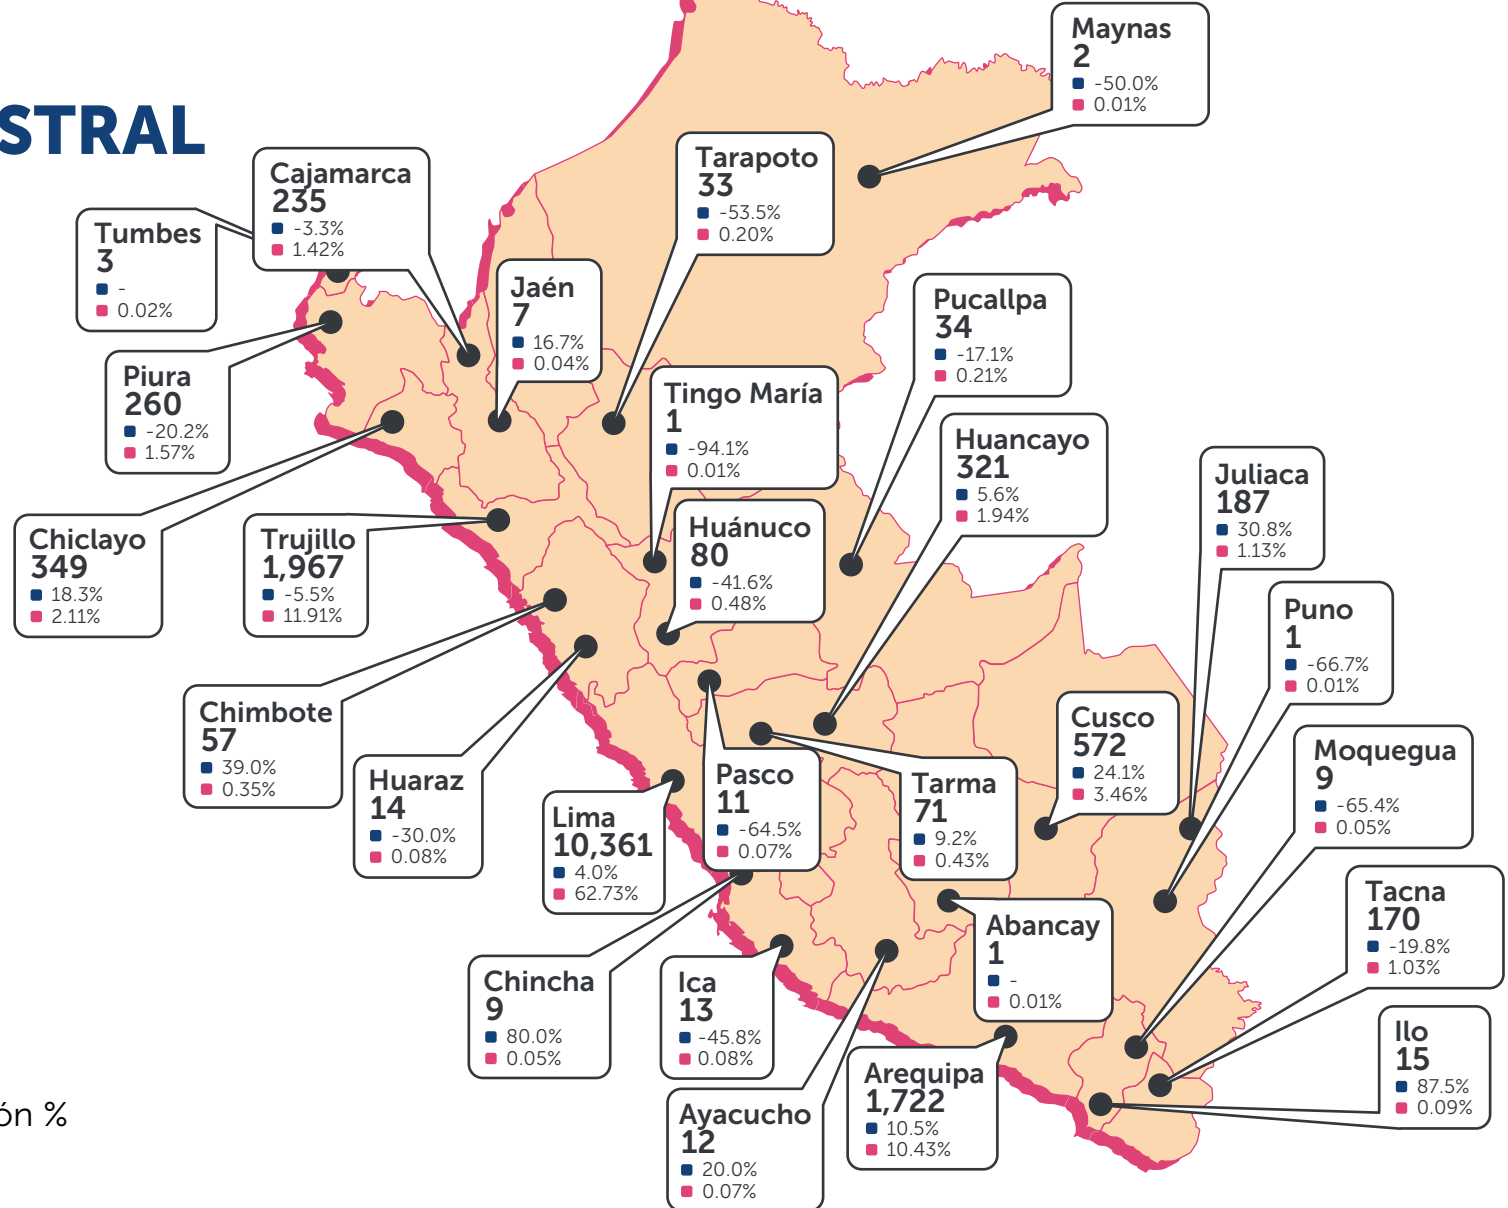 STRAL
Maynas
2
-50.0%
0.01%
Tarapoto
33
-53.5%
0.20%
Cajamarca
235
-3.3%
1.42%
Tumbes
3
-
0.02%
Jaén
7
16.7%
0.04%
Pucallpa
34
-17.1%
0.21%
Piura
260
-20.2%
1.57%
Tingo María
1
-94.1%
0.01%
Huancayo
321
5.6%
1.94%
Juliaca
187
30.8%
1.13%
Chiclayo
349
18.3%
2.11%
Trujillo
1,967
-5.5%
11.91%
Huánuco
80
-41.6%
0.48%
Puno
1
-66.7%
0.01%
Chimbote
57
39.0%
0.35%
Huaraz
14
-30.0%
0.08%
Lima
10,361
4.0%
62.73%
Pasco
11
-64.5%
0.07%
Tarma
71
9.2%
0.43%
Cusco
572
24.1%
3.46%
Moquegua
9
-65.4%
0.05%
Tacna
170
-19.8%
1.03%
Abancay
1
-
0.01%
Chincha
9
80.0%
0.05%
Ica
13
-45.8%
0.08%
Ayacucho
12
20.0%
0.07%
Arequipa
1,722
10.5%
10.43%
Ilo
15
87.5%
0.09%
ón %